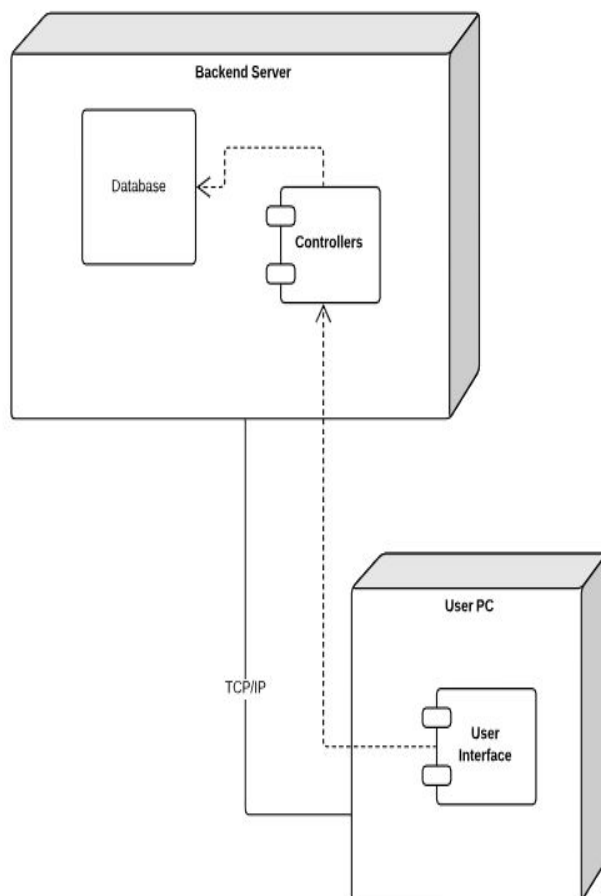 Backend Server
Database
Controllers
User PC
TCP/IP
User
Interface